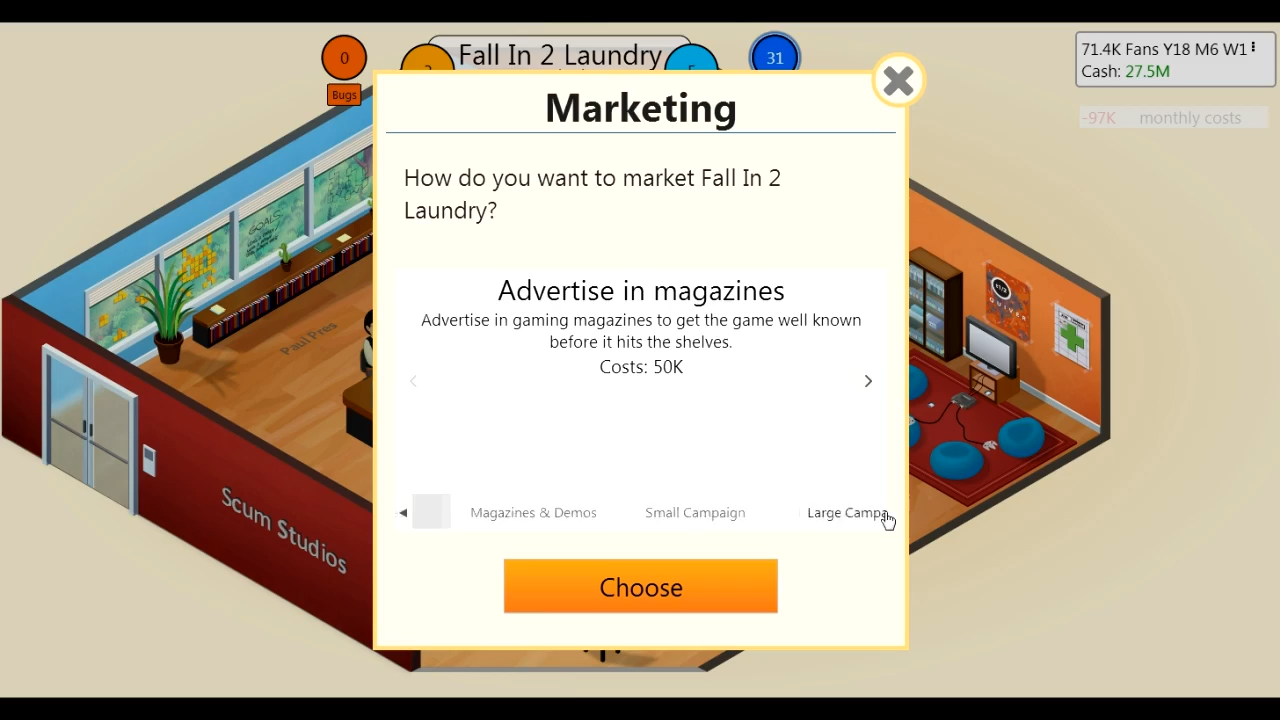 0
Bugs
Fall In 2 Laundry
31
71.4K Fans Y18 M6 W1
Cash: 27.5M
-97K monthly costs
Marketing
How do you want to market Fall In 2
Laundry?
Advertise in magazines
Advertise in gaming magazines to get the game well known
before it hits the shelves.
Costs: 50K
Magazines & Demos
Small Campaign
Large Campa
Choose
GOALS
Paul Pres
Scum Studios
GULIVER